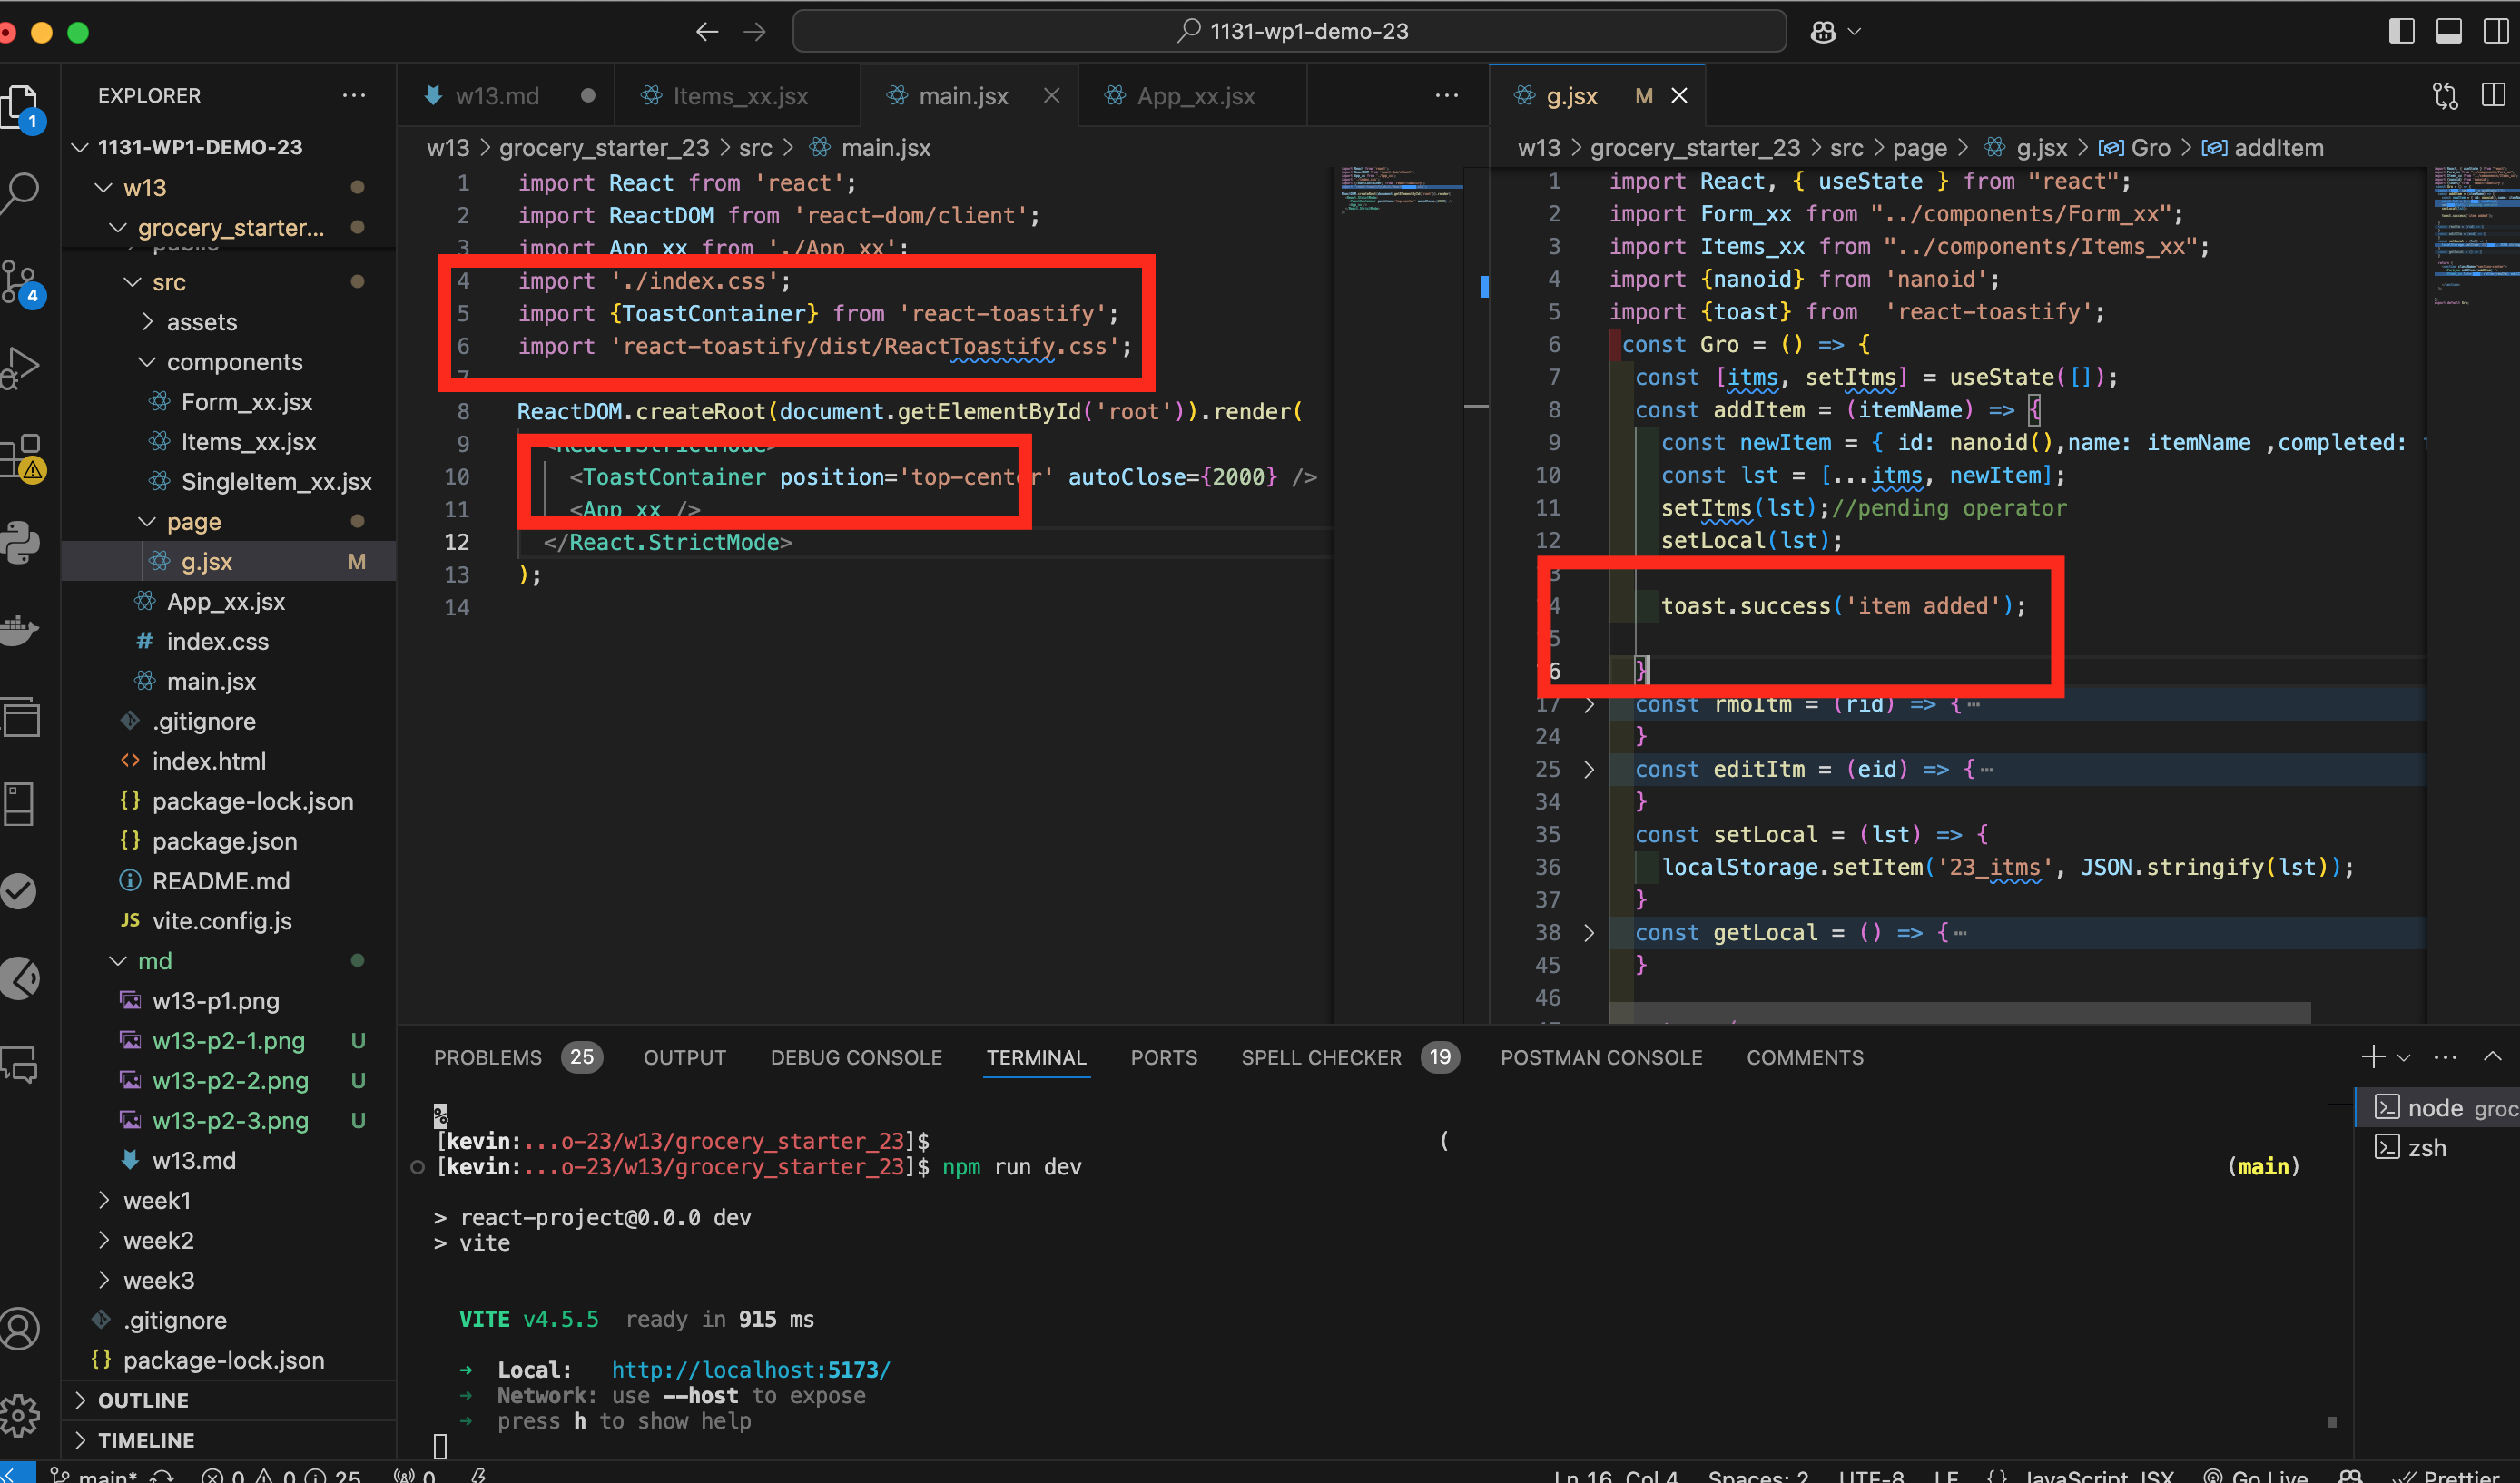 1131-wp1-demo-23
EXPLORER
1131-WP1-DEMO-23
w13
grocery_starter...
public
src
assets
components
Form_xx.jsx
Items_xx.jsx
SingleItem_xx.jsx
page
g.jsx M
App_xx.jsx
index.css
main.jsx
.gitignore
index.html
package-lock.json
package.json
README.md
vite.config.js
md
w13-p1.png
w13-p2-1.png U
w13-p2-2.png U
w13-p2-3.png U
w13.md
week1
week2
week3
.gitignore
package-lock.json
OUTLINE
TIMELINE
1
4
w13.md
Items_xx.jsx
main.jsx
App_xx.jsx
w13 > grocery_starter_23 > src > main.jsx
1 import React from 'react';
2 import ReactDOM from 'react-dom/client';
3 import App_xx from './App_xx';
4 import './index.css';
5 import {ToastContainer} from 'react-toastify';
6 import 'react-toastify/dist/ReactToastify.css';
7
8 ReactDOM.createRoot(document.getElementById('root')).render(
9 <React.StrictMode>
10 <ToastContainer position='top-center' autoClose={2000} />
11 <App_xx />
12 </React.StrictMode>
13 );
14
g.jsx M
w13 > grocery_starter_23 > src > page > g.jsx > Gro > addItem
1 import React, { useState } from "react";
2 import Form_xx from "../components/Form_xx";
3 import Items_xx from "../components/Items_xx";
4 import {nanoid} from 'nanoid';
5 import {toast} from 'react-toastify';
6 const Gro = () => {
7 const [itms, setItms] = useState([]);
8 const addItem = (itemName) => {
9 const newItem = { id: nanoid(),name: itemName ,completed:
10 const lst = [...itms, newItem];
11 setItms(lst);//pending operator
12 setLocal(lst);
3
4 toast.success('item added');
5
6 }
17 const rmoItm = (rid) => {⋯
24 }
25 const editItm = (eid) => {⋯
34 }
35 const setLocal = (lst) => {
36 localStorage.setItem('23_itms', JSON.stringify(lst));
37 }
38 const getLocal = () => {⋯
45 }
46
PROBLEMS 25 OUTPUT DEBUG CONSOLE TERMINAL PORTS SPELL CHECKER 19 POSTMAN CONSOLE COMMENTS
%
[kevin:...o-23/w13/grocery_starter_23]$ (
[kevin:...o-23/w13/grocery_starter_23]$ npm run dev (main)
> react-project@0.0.0 dev
> vite
VITE v4.5.5 ready in 915 ms
➜ Local: http://localhost:5173/
➜ Network: use --host to expose
➜ press h to show help
node groc
zsh
main* 0 0 25 0
Ln 16, Col 4 Spaces: 2 UTF-8 LF {} JavaScript JSX Go Live Prettier